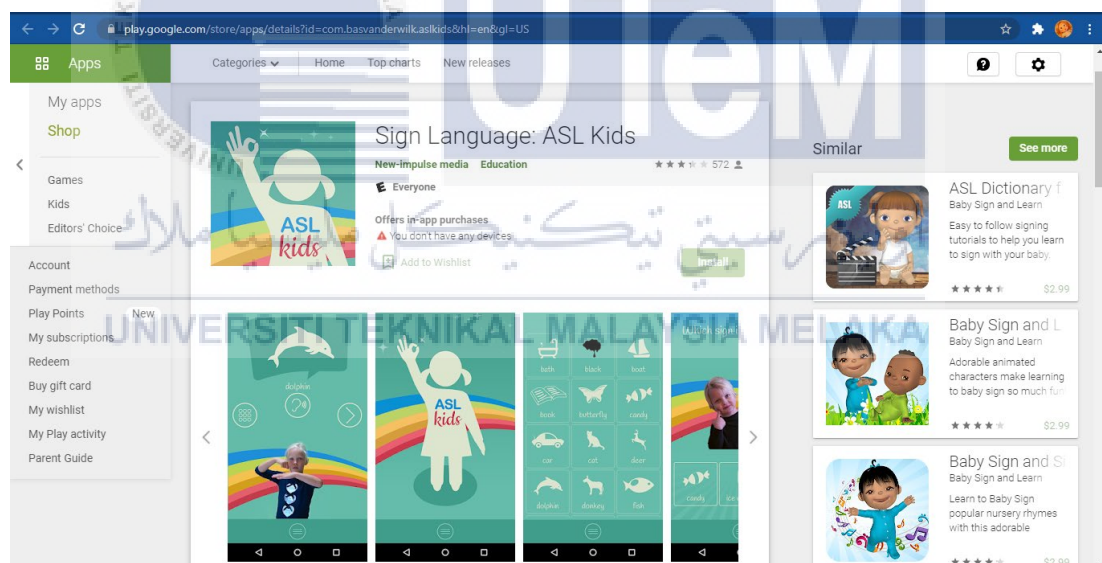 play.google.com/store/apps/details?id=com.basvanderwilk.aslkids&hl=en&gl=US
Apps
Categories
Home
Top charts
New releases
My apps
Shop
Games
Kids
Editors' Choice
Account
Payment methods
Play Points
New
My subscriptions
Redeem
Buy gift card
My wishlist
My Play activity
Parent Guide
UTeM
Sign Language: ASL Kids
New-impulse media Education
572
E Everyone
Offers in-app purchases
You don't have any devices
Add to Wishlist
Install
ASL
kids
UNIVERSITI TEKNIKAL MALAYSIA MELAKA
dolphin
ASL
kids
bath
black
boat
book
butterfly
candy
car
cat
deer
dolphin
donkey
fish
candy
Similar
See more
ASL
ASL Dictionary f
Baby Sign and Learn
Easy to follow signing
tutorials to help you learn
to sign with your baby.
$2.99
Baby Sign and L
Baby Sign and Learn
Adorable animated
characters make learning
to baby sign so much fun
$2.99
Baby Sign and S
Baby Sign and Learn
Learn to Baby Sign
popular nursery rhymes
with this adorable
$2.99